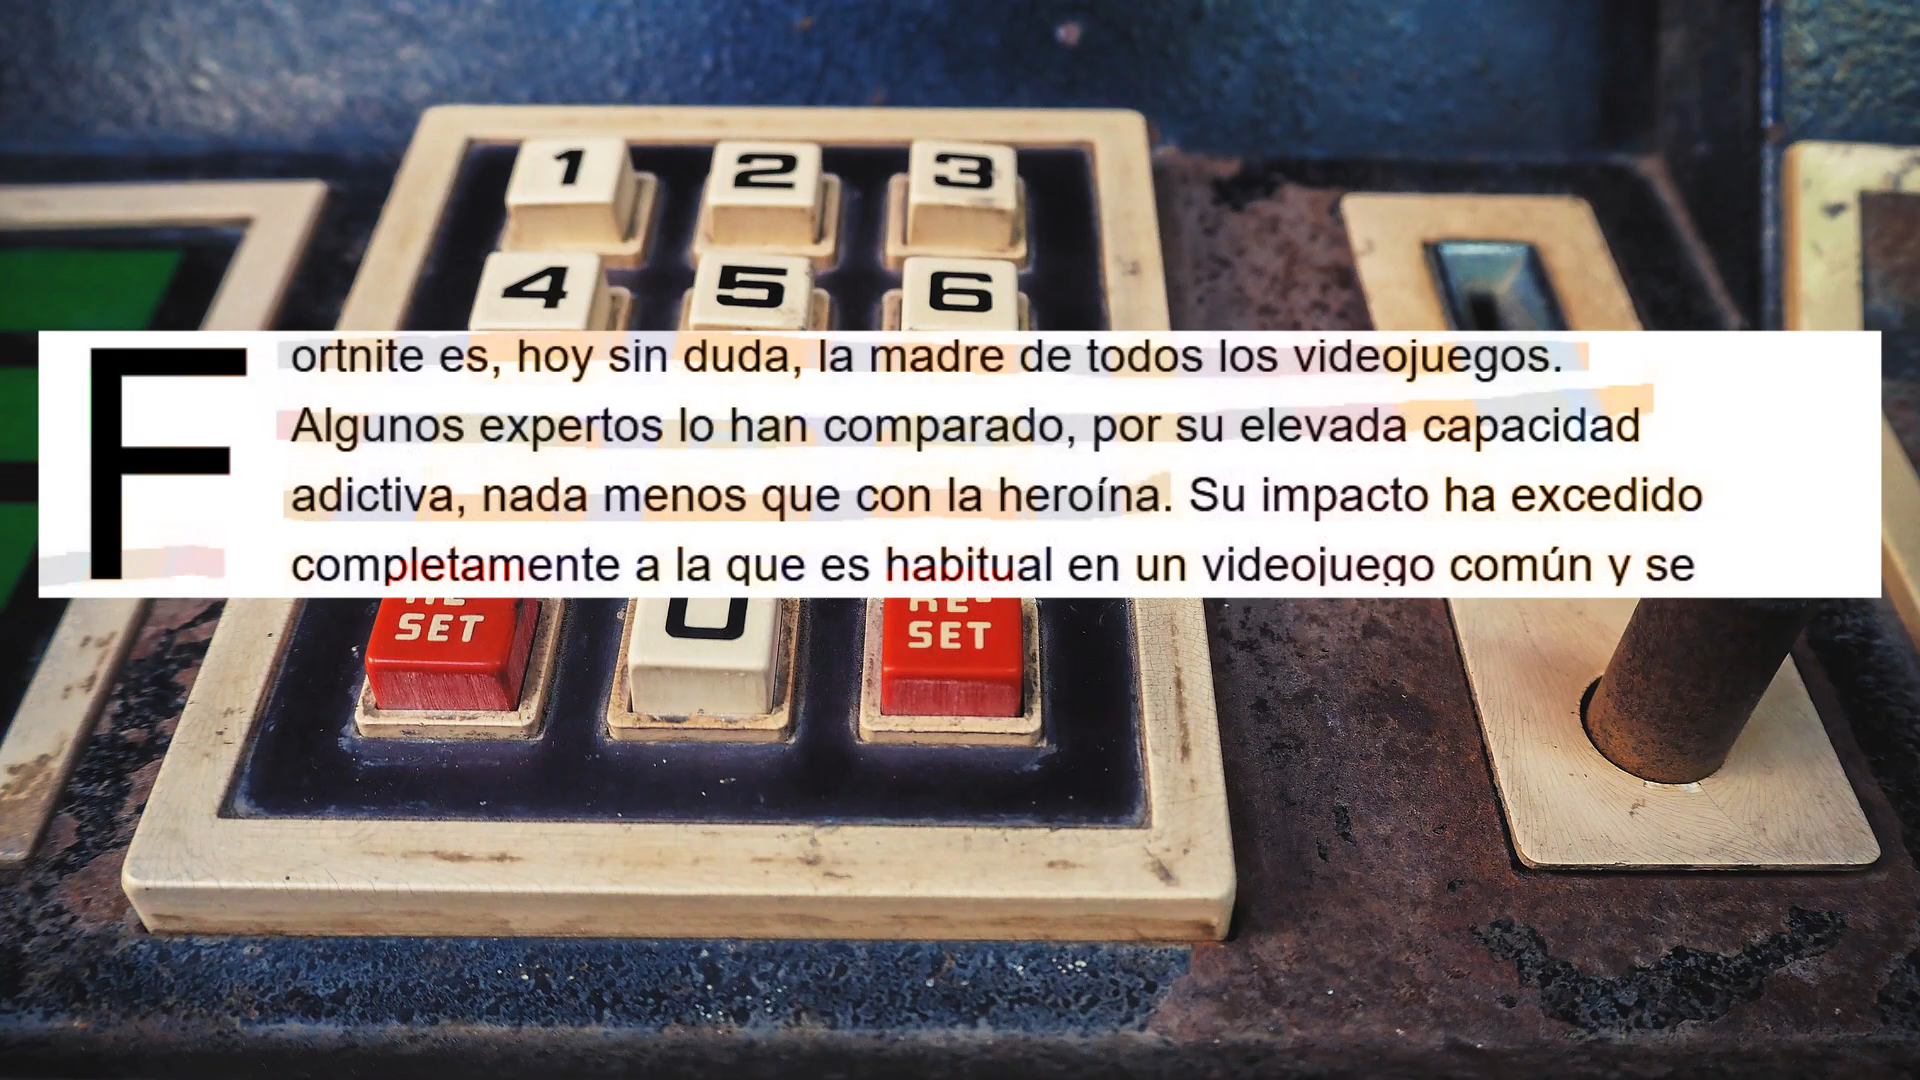 1 2 3
4 5 6
Fortnite es, hoy sin duda, la madre de todos los videojuegos.
Algunos expertos lo han comparado, por su elevada capacidad
adictiva, nada menos que con la heroína. Su impacto ha excedido
completamente a la que es habitual en un videojuego común y se
SET 0 SET